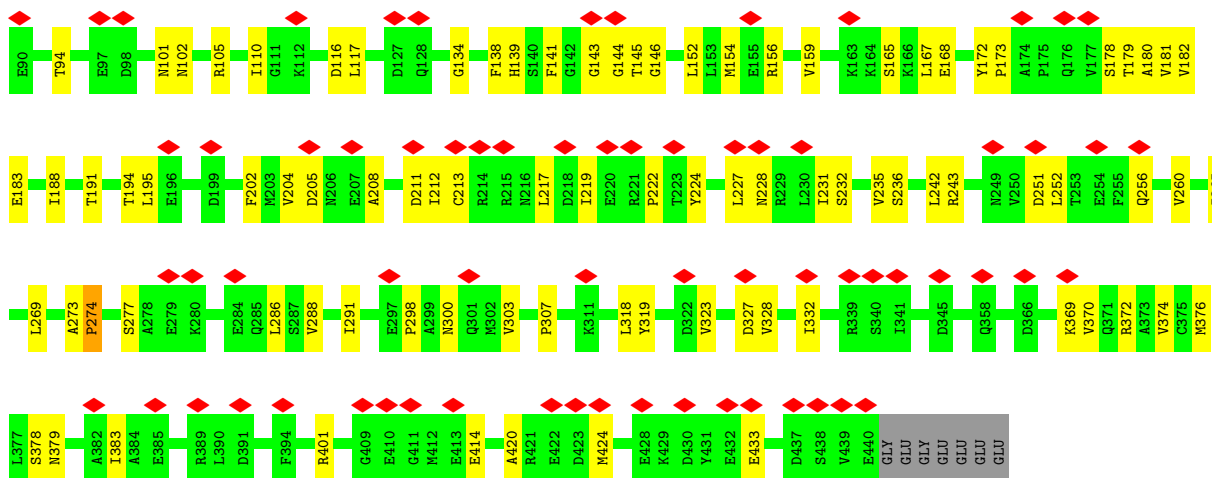 E90 T94 E97 D98 N101 N102 R105 I110 G111 K112 D116 L117 D127 Q128 G134 F138 H139 S140 F141 G142 G143 G144 T145 G146 L152 L153 M154 E155 R156 V159 K163 K164 S165 K166 L167 E168 Y172 P173 A174 P175 Q176 V177 S178 T179 A180 V181 V182
E183 I188 T191 T194 L195 E196 D199 F202 M203 V204 D205 N206 E207 A208 D211 I212 C213 R214 R215 N216 L217 D218 I219 E220 R221 P222 T223 Y224 L227 N228 R229 L230 I231 S232 V235 S236 L242 R243 N249 V250 D251 L252 T253 E254 F255 Q256 V260
L269 A273 P274 S277 A278 E279 K280 E284 Q285 L286 S287 V288 I291 E297 P298 A299 N300 Q301 M302 V303 P307 K311 L318 Y319 D322 V323 D327 V328 I332 R339 S340 I341 D345 Q358 D366 K369 V370 Q371 R372 A373 V374 C375 M376
L377 S378 N379 A382 I383 A384 E385 R389 L390 D391 F394 R401 G409 E410 G411 M412 E413 E414 A420 R421 E422 D423 M424 E428 K429 D430 Y431 E432 E433 D437 S438 V439 E440 GLY GLU GLY GLU GLU GLU GLU